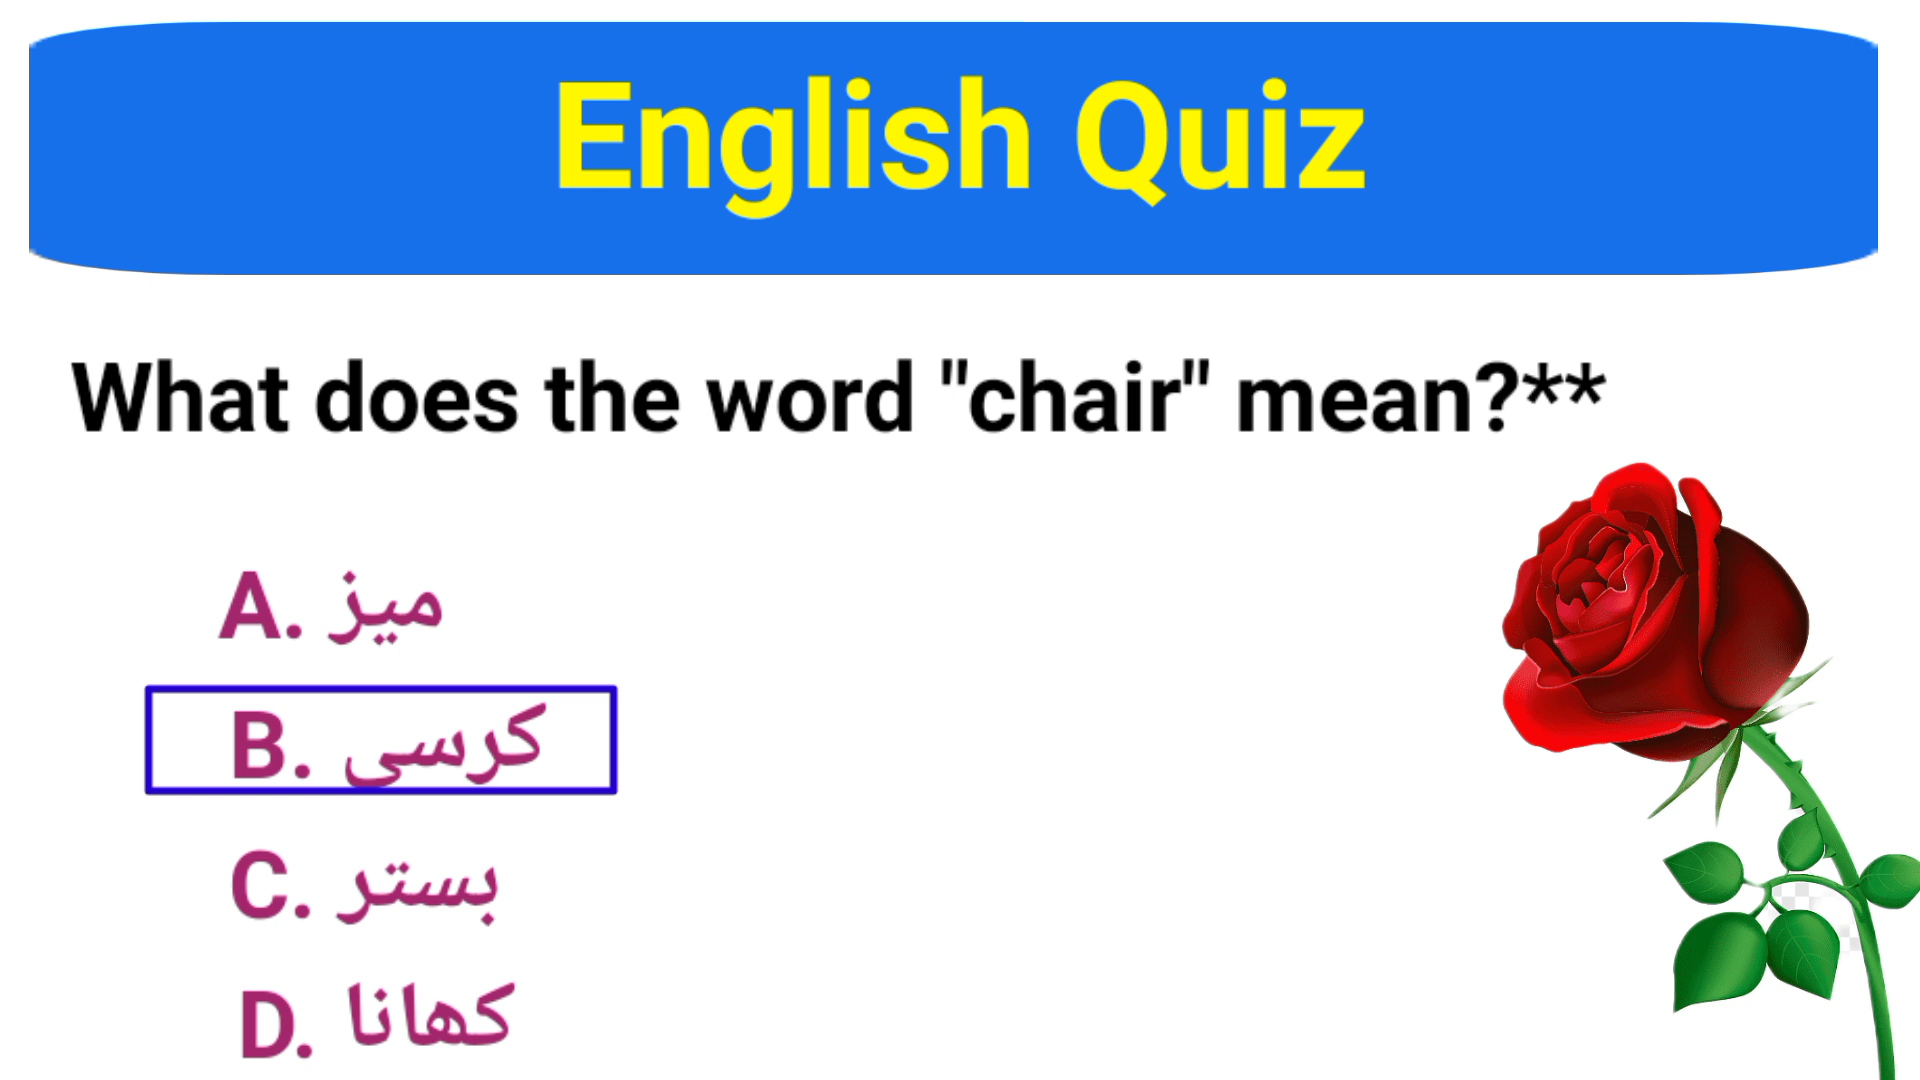 English Quiz
What does the word "chair" mean?**
A. میز
B. کرسی
C. بستر
D. کھانا